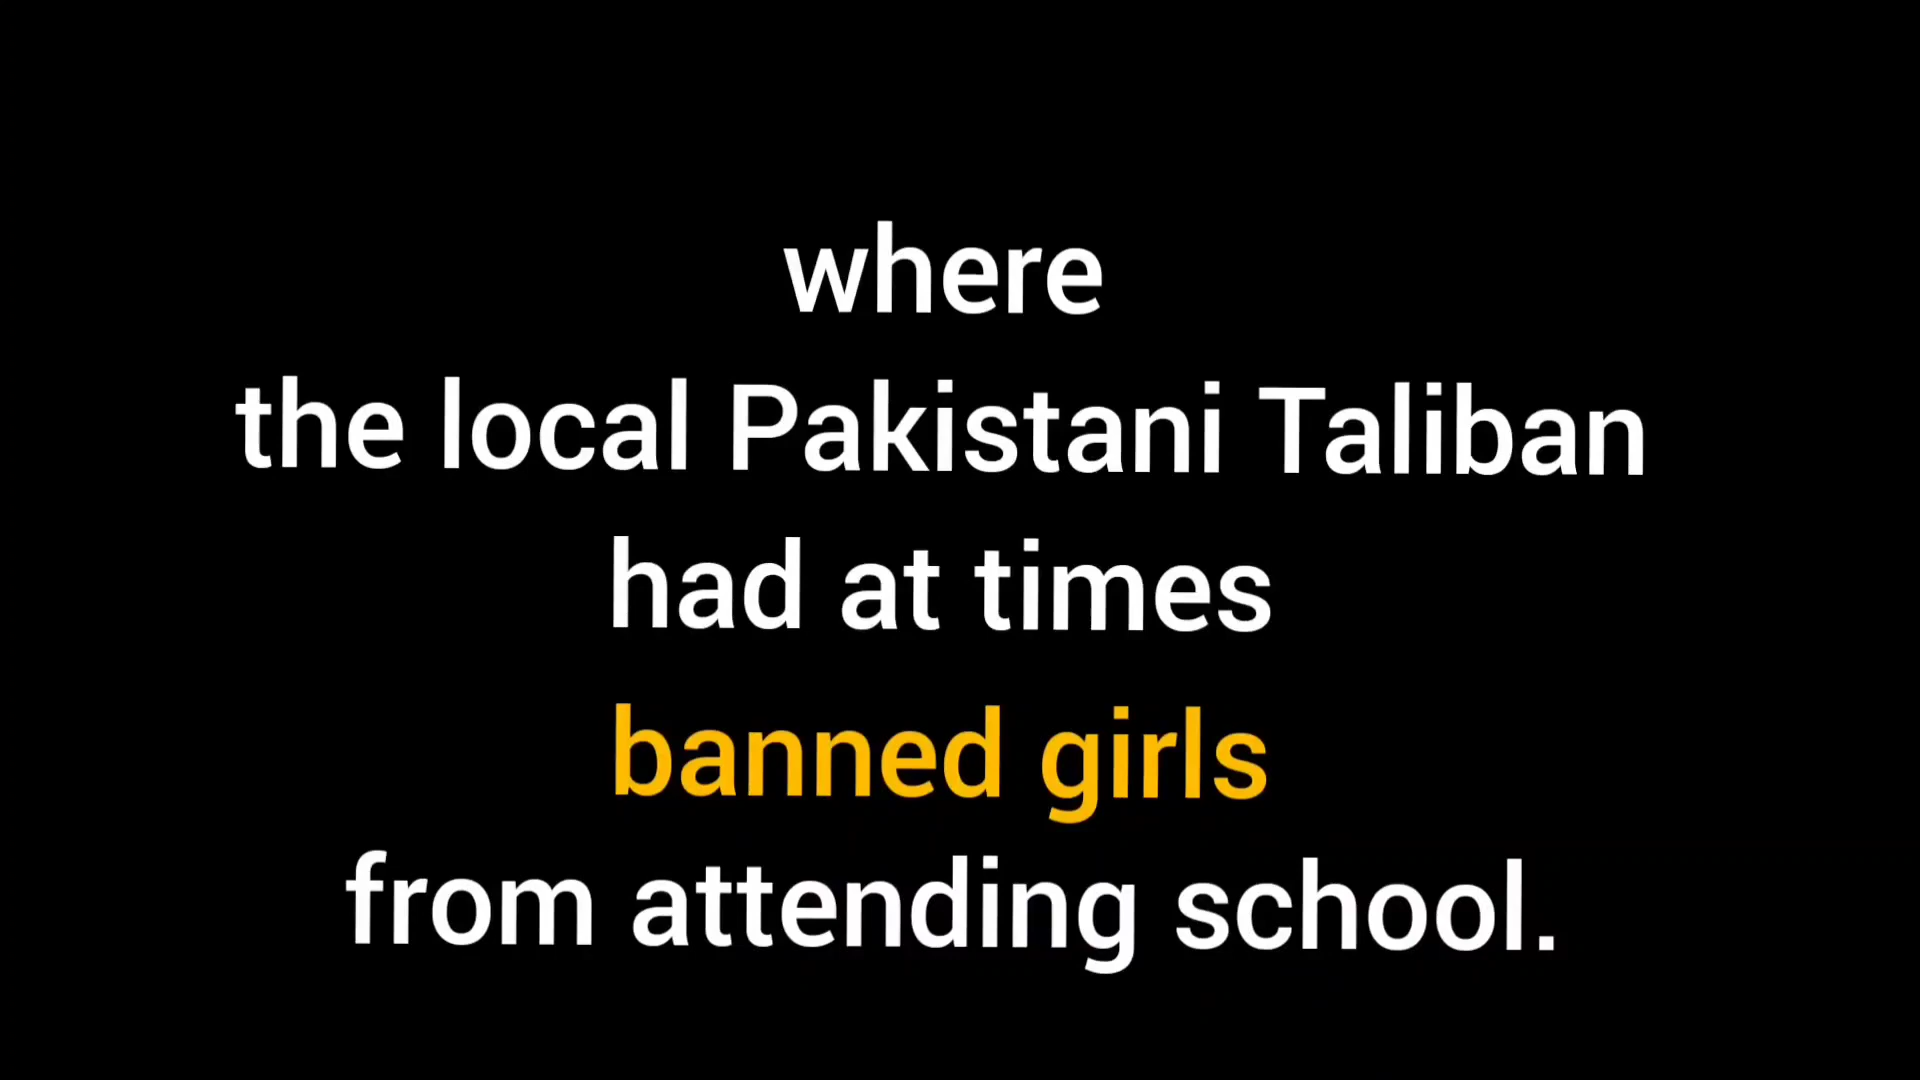 where
the local Pakistani Taliban
had at times
banned girls
from attending school.